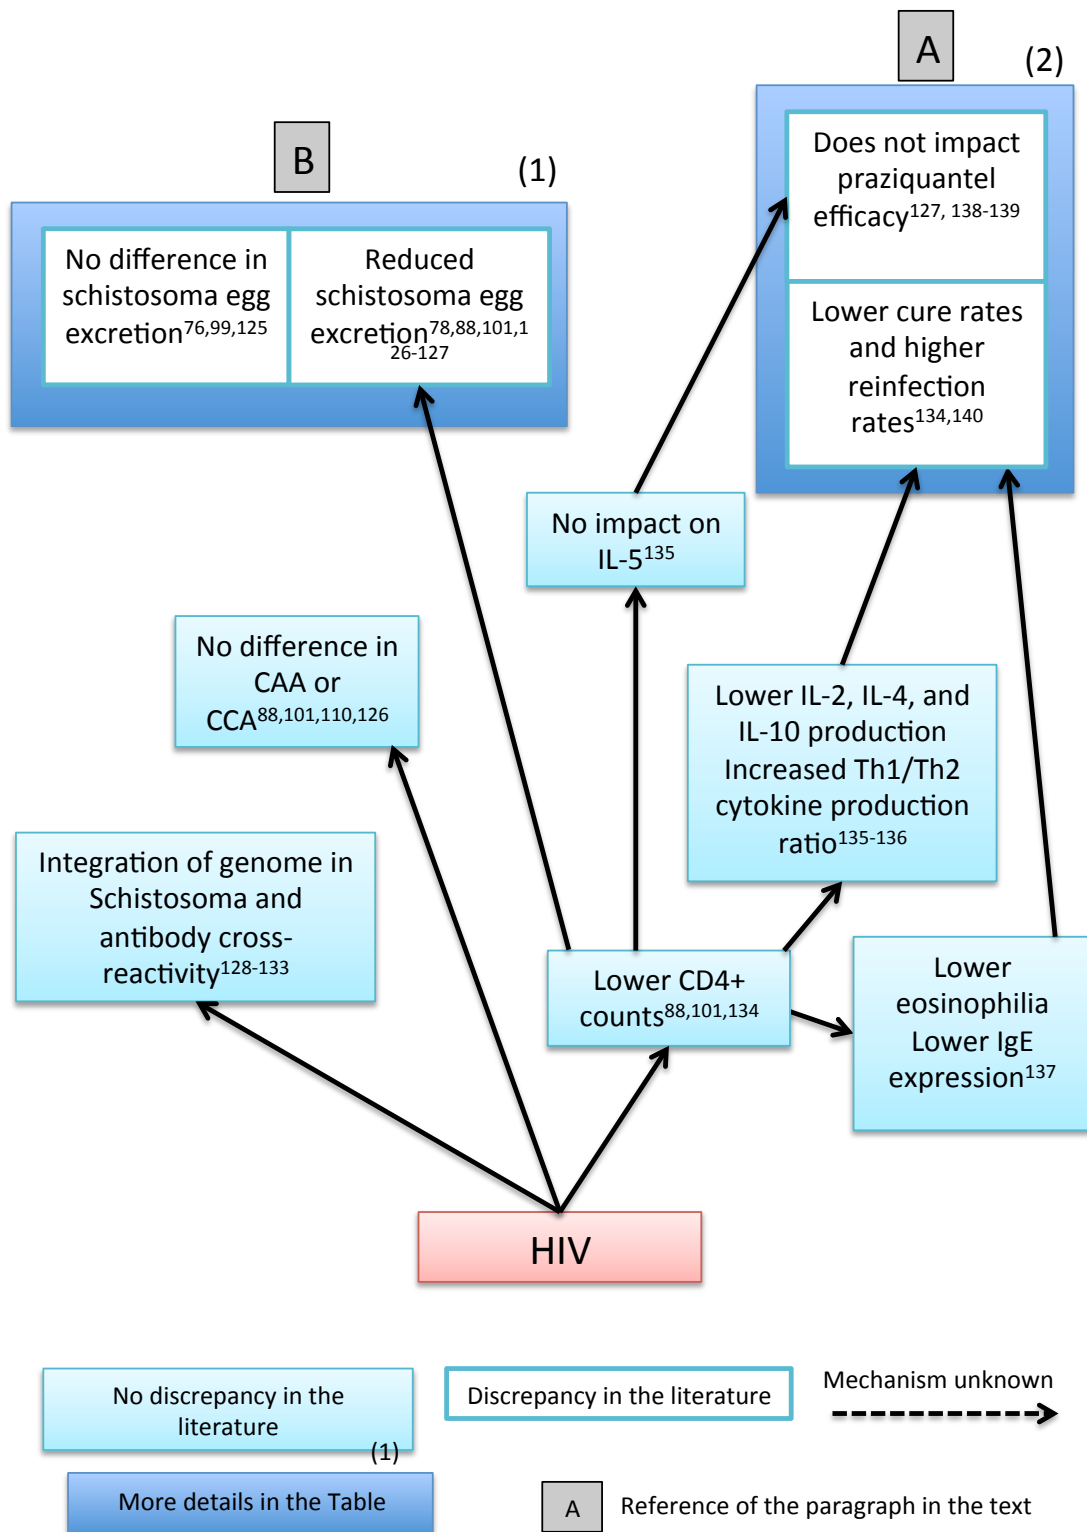 A
(2)
B
(1)
Does not impact
praziquantel
efficacy127, 138-139
No difference in
schistosoma egg
excretion76,99,125
Reduced
schistosoma egg
excretion78,88,101,1
26-127
Lower cure rates
and higher
reinfection
rates134,140
No impact on
IL-5135
No difference in
CAA or
CCA88,101,110,126
Lower IL-2, IL-4, and
IL-10 production
Increased Th1/Th2
cytokine production
ratio135-136
Integration of genome in
Schistosoma and
antibody cross-
reactivity128-133
Lower CD4+
counts88,101,134
Lower
eosinophilia
Lower IgE
expression137
HIV
No discrepancy in the
literature
Discrepancy in the literature
Mechanism unknown
(1)
More details in the Table
A
Reference of the paragraph in the text